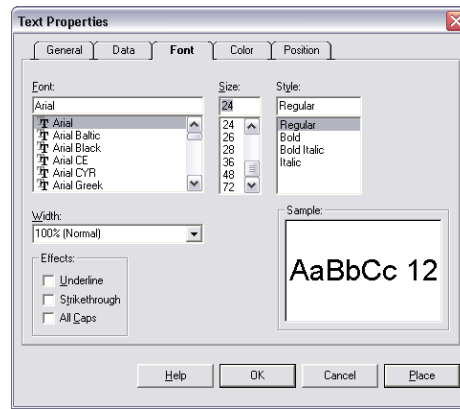 Text Properties
General Data Font Color Position
Font: Size: Style:
Arial 24 Regular
Arial 24 Regular
Arial Baltic 26 Bold
Arial Black 28 Bold Italic
Arial CE 36 Italic
Arial CYR 48
Arial Greek 72
Width:
100% (Normal)
Sample:
AaBbCc 12
Effects:
Underline
Strikethrough
All Caps
Help OK Cancel Place